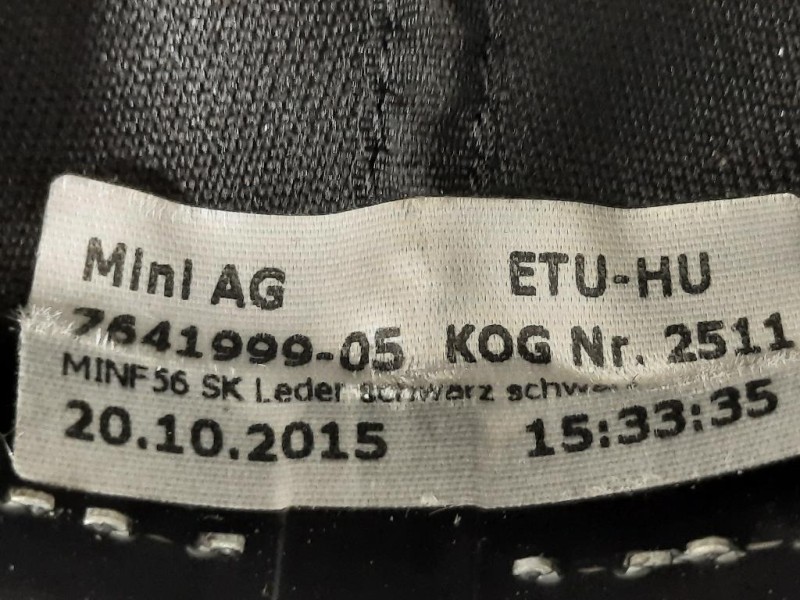 Mini AG ETU-HU
7641999-05 KOG Nr. 2511
MINF56 SK Leder schwarz
20.10.2015 15:33:35